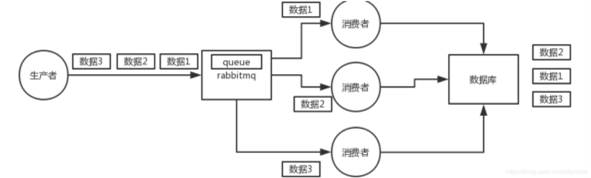 数据1
消费者
数据3 数据2 数据1
queue
rabbitmq
生产者
消费者
数据2
数据库
数据2
数据1
数据3
消费者
数据3